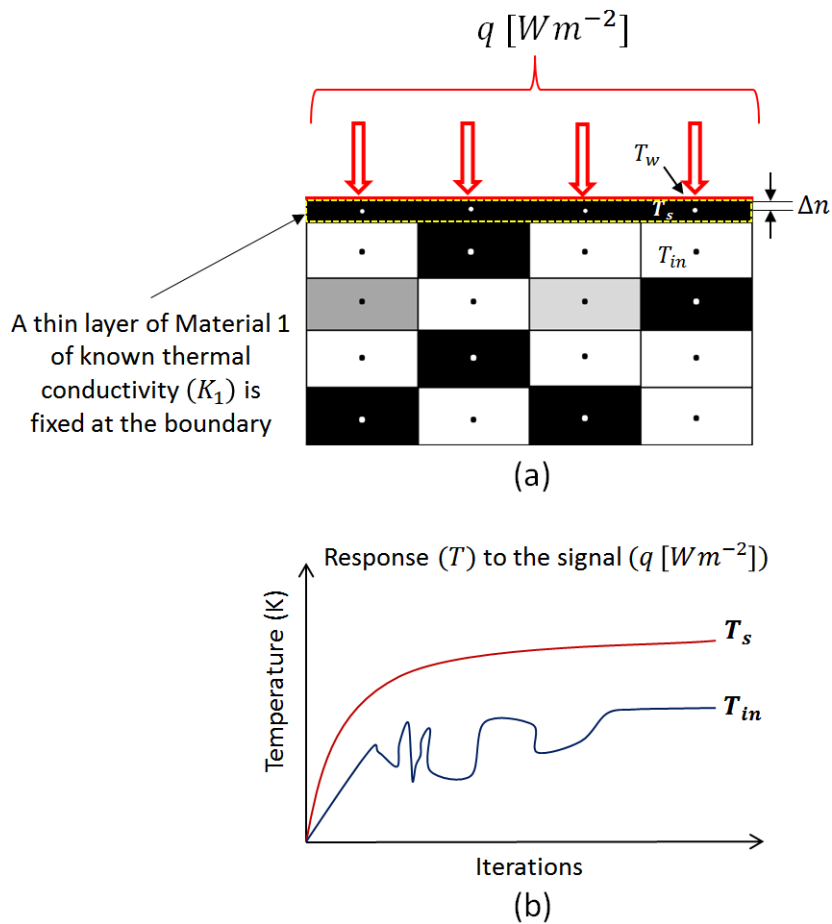 q [Wm⁻²]
T_w
T_s
Δn
T_in
A thin layer of Material 1
of known thermal
conductivity (K₁) is
fixed at the boundary
(a)
Response (T) to the signal (q [Wm⁻²])
Temperature (K)
T_s
T_in
Iterations
(b)